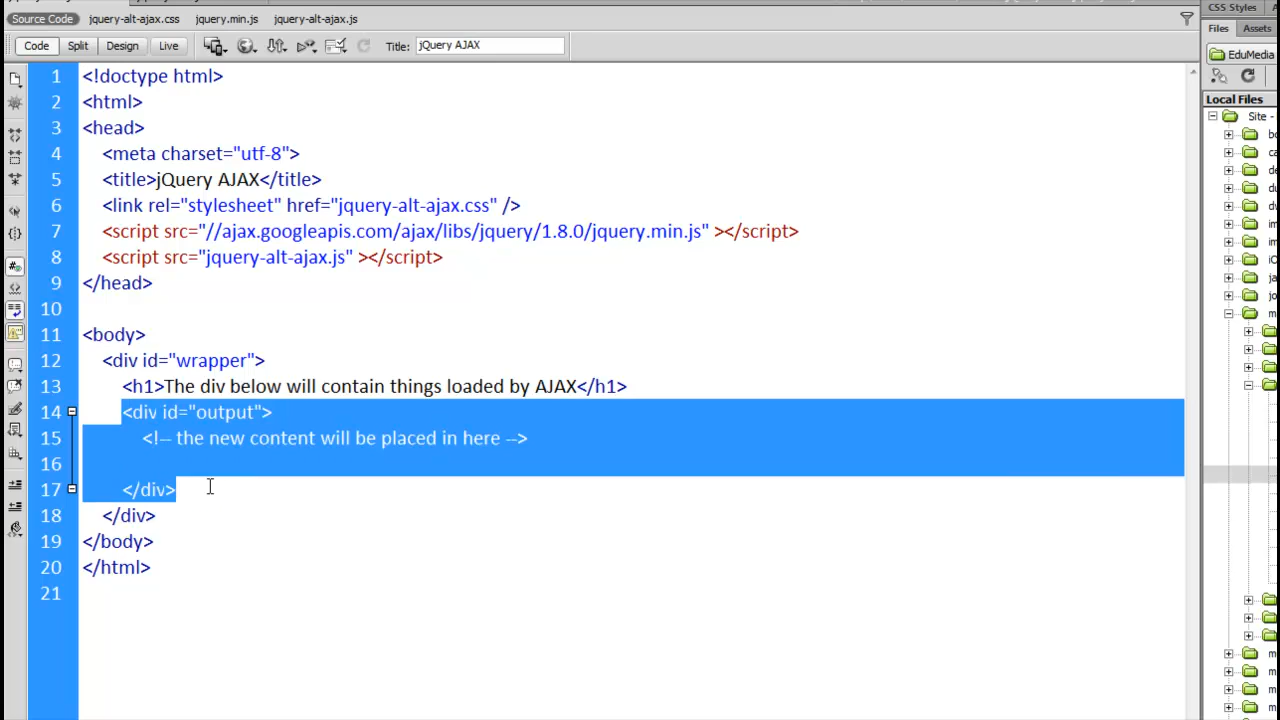 Source Code jquery-alt-ajax.css jquery.min.js jquery-alt-ajax.js
Code Split Design Live Title: jQuery AJAX
1 <!doctype html>
2 <html>
3 <head>
4 <meta charset="utf-8">
5 <title>jQuery AJAX</title>
6 <link rel="stylesheet" href="jquery-alt-ajax.css" />
7 <script src="//ajax.googleapis.com/ajax/libs/jquery/1.8.0/jquery.min.js" ></script>
8 <script src="jquery-alt-ajax.js" ></script>
9 </head>
10
11 <body>
12 <div id="wrapper">
13 <h1>The div below will contain things loaded by AJAX</h1>
14 <div id="output">
15 <!-- the new content will be placed in here -->
16
17 </div>
18 </div>
19 </body>
20 </html>
21
CSS Styles
Files Assets
EduMedia
Local Files
Site -